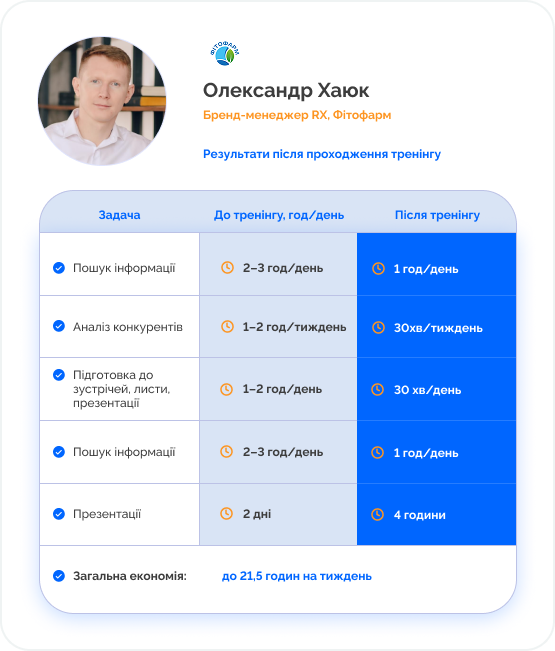 ФІТОФАРМ
Олександр Хаюк
Бренд-менеджер RX, Фітофарм
Результати після проходження тренінгу
Задача До тренінгу, год/день Після тренінгу
Пошук інформації 2–3 год/день 1 год/день
Аналіз конкурентів 1–2 год/тиждень 30хв/тиждень
Підготовка до
зустрічей, листи, 1–2 год/день 30 хв/день
презентації
Пошук інформації 2–3 год/день 1 год/день
Презентації 2 дні 4 години
Загальна економія: до 21,5 годин на тиждень